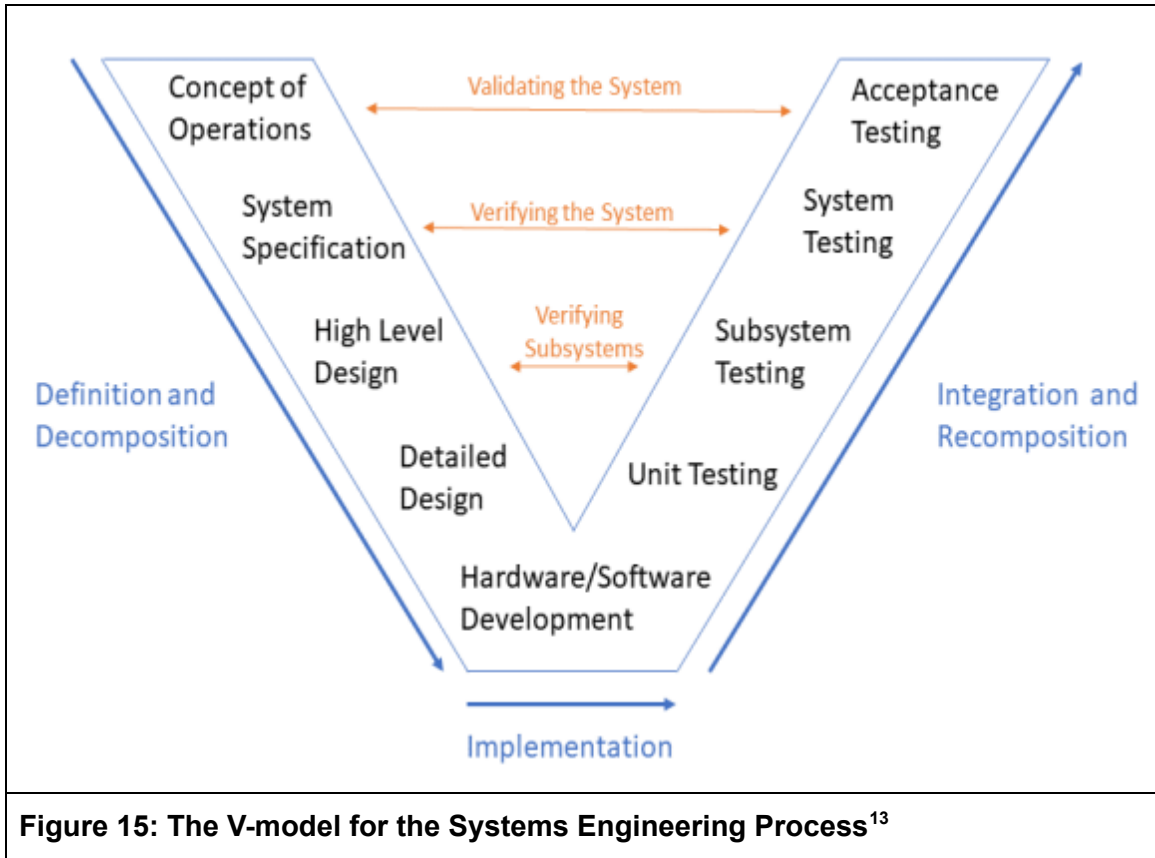 Concept of
Operations
Validating the System
Acceptance
Testing
System
Specification
Verifying the System
System
Testing
High Level
Design
Verifying
Subsystems
Subsystem
Testing
Definition and
Decomposition
Integration and
Recomposition
Detailed
Design
Unit Testing
Hardware/Software
Development
Implementation
Figure 15: The V-model for the Systems Engineering Process¹³